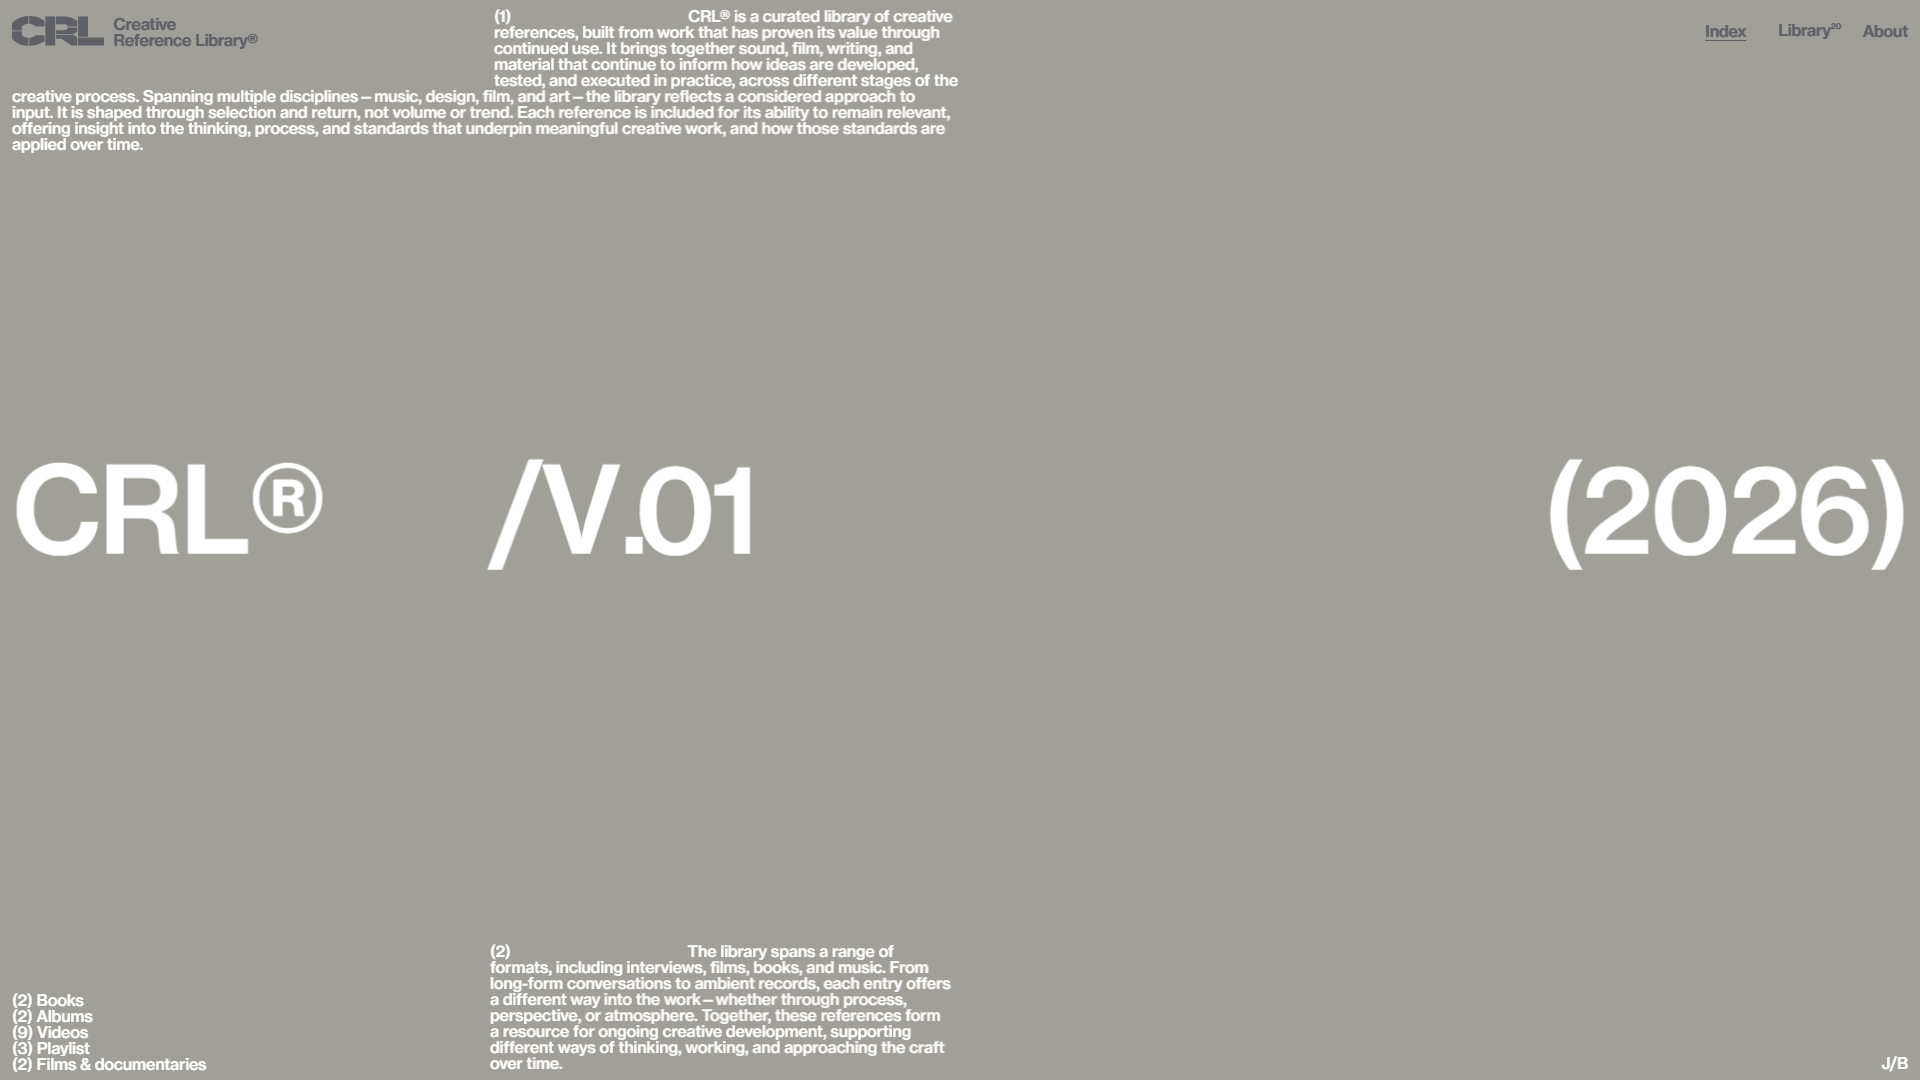 CRL Creative
Reference Library®
(1) CRL® is a curated library of creative
references, built from work that has proven its value through
continued use. It brings together sound, film, writing, and
material that continue to inform how ideas are developed,
tested, and executed in practice, across different stages of the
creative process. Spanning multiple disciplines – music, design, film, and art – the library reflects a considered approach to
input. It is shaped through selection and return, not volume or trend. Each reference is included for its ability to remain relevant,
offering insight into the thinking, process, and standards that underpin meaningful creative work, and how those standards are
applied over time.
Index Library20 About
CRL® /V.01 (2026)
(2) Books
(2) Albums
(9) Videos
(3) Playlist
(2) Films & documentaries
(2) The library spans a range of
formats, including interviews, films, books, and music. From
long-form conversations to ambient records, each entry offers
a different way into the work – whether through process,
perspective, or atmosphere. Together, these references form
a resource for ongoing creative development, supporting
different ways of thinking, working, and approaching the craft
over time.
J/B